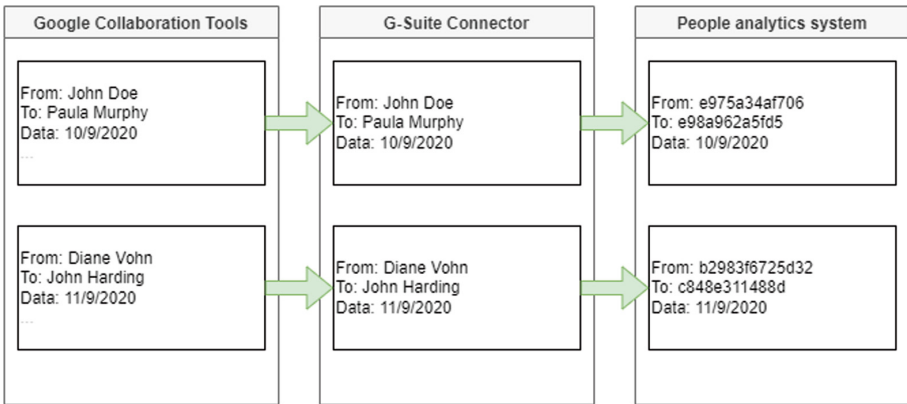 Google Collaboration Tools
From: John Doe
To: Paula Murphy
Data: 10/9/2020
...
From: Diane Vohn
To: John Harding
Data: 11/9/2020
...
G-Suite Connector
From: John Doe
To: Paula Murphy
Data: 10/9/2020
From: Diane Vohn
To: John Harding
Data: 11/9/2020
People analytics system
From: e975a34af706
To: e98a962a5fd5
Data: 10/9/2020
From: b2983f6725d32
To: c848e311488d
Data: 11/9/2020